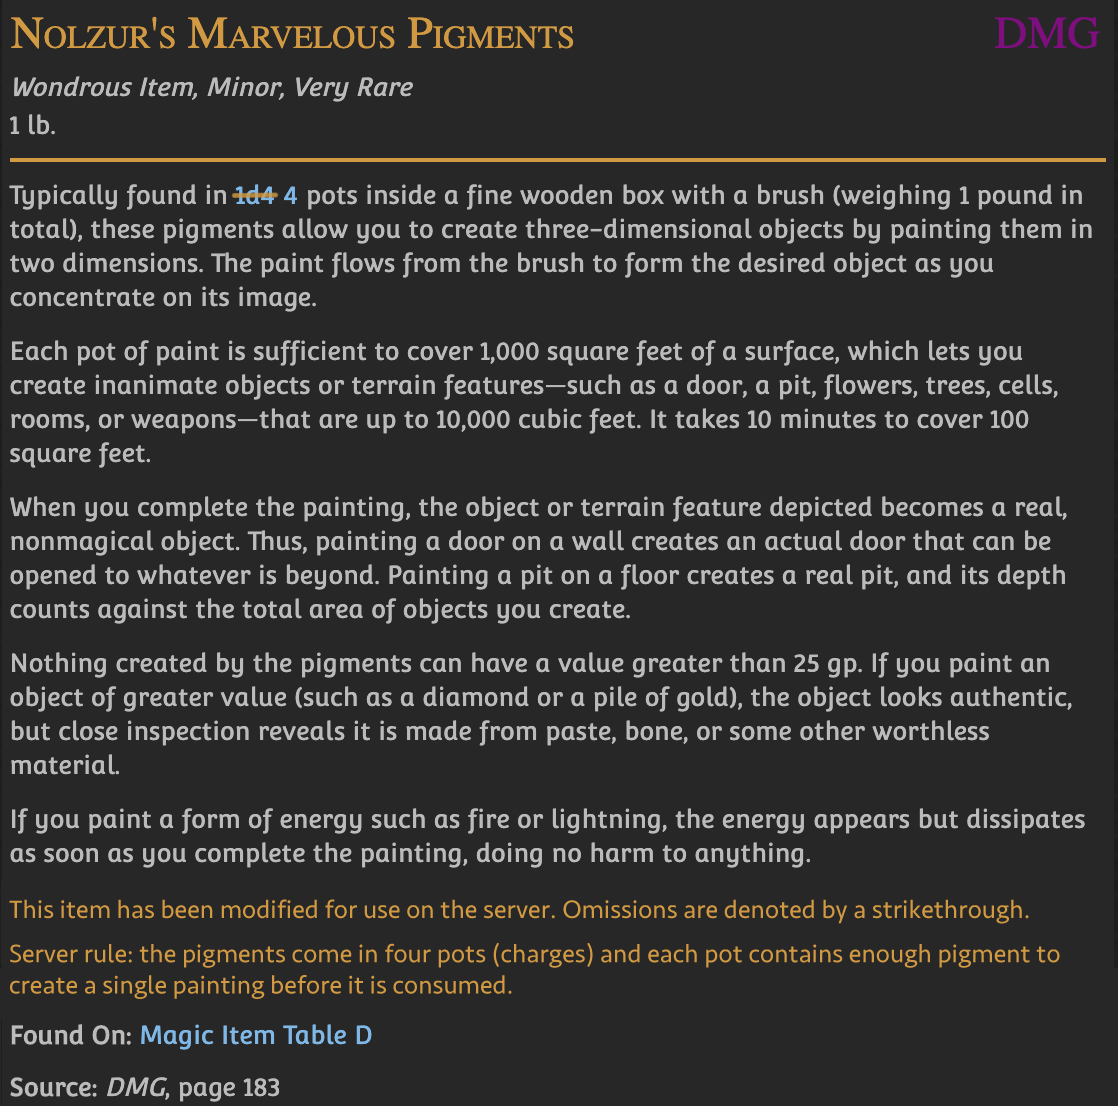 Nolzur's Marvelous Pigments DMG
Wondrous Item, Minor, Very Rare
1 lb.
Typically found in 1d4 4 pots inside a fine wooden box with a brush (weighing 1 pound in
total), these pigments allow you to create three-dimensional objects by painting them in
two dimensions. The paint flows from the brush to form the desired object as you
concentrate on its image.
Each pot of paint is sufficient to cover 1,000 square feet of a surface, which lets you
create inanimate objects or terrain features—such as a door, a pit, flowers, trees, cells,
rooms, or weapons—that are up to 10,000 cubic feet. It takes 10 minutes to cover 100
square feet.
When you complete the painting, the object or terrain feature depicted becomes a real,
nonmagical object. Thus, painting a door on a wall creates an actual door that can be
opened to whatever is beyond. Painting a pit on a floor creates a real pit, and its depth
counts against the total area of objects you create.
Nothing created by the pigments can have a value greater than 25 gp. If you paint an
object of greater value (such as a diamond or a pile of gold), the object looks authentic,
but close inspection reveals it is made from paste, bone, or some other worthless
material.
If you paint a form of energy such as fire or lightning, the energy appears but dissipates
as soon as you complete the painting, doing no harm to anything.
This item has been modified for use on the server. Omissions are denoted by a strikethrough.
Server rule: the pigments come in four pots (charges) and each pot contains enough pigment to
create a single painting before it is consumed.
Found On: Magic Item Table D
Source: DMG, page 183